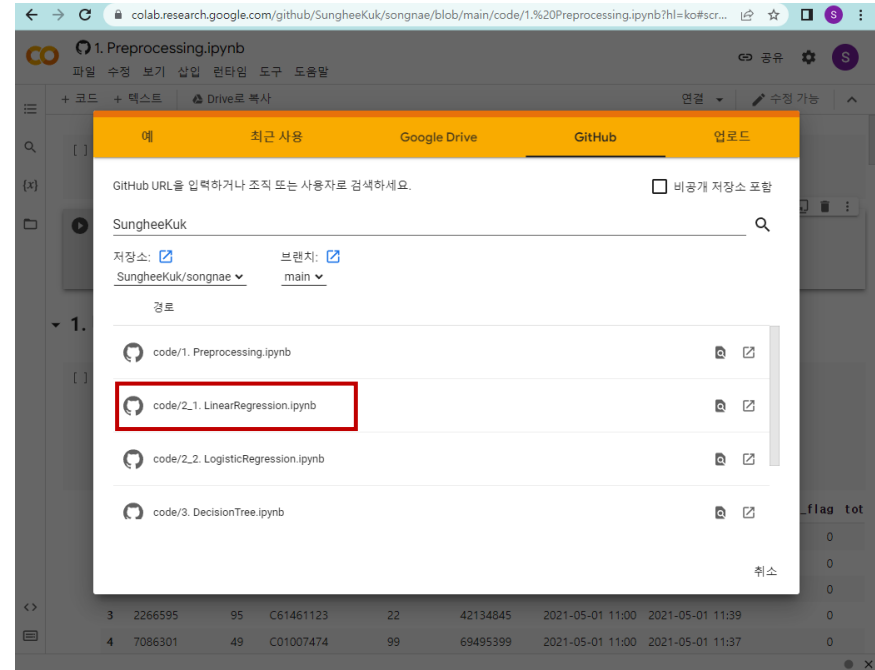 colab.research.google.com/github/SungheeKuk/songnae/blob/main/code/1.%20Preprocessing.ipynb?hl=ko#scr...
S
1. Preprocessing.ipynb
파일 수정 보기 삽입 런타임 도구 도움말
공유
S
+ 코드 + 텍스트 Drive로 복사
연결
수정 가능
예 최근 사용 Google Drive GitHub 업로드
GitHub URL을 입력하거나 조직 또는 사용자로 검색하세요.
비공개 저장소 포함
SungheeKuk
저장소: 브랜치:
SungheeKuk/songnae main
경로
code/1. Preprocessing.ipynb
code/2_1. LinearRegression.ipynb
code/2_2. LogisticRegression.ipynb
code/3. DecisionTree.ipynb
취소
[ ]
{x}
1.
[ ]
_flag tot
0
0
0
3 2266595 95 C61461123 22 42134845 2021-05-01 11:00 2021-05-01 11:39 0
4 7086301 49 C01007474 99 69495399 2021-05-01 11:00 2021-05-01 11:37 0